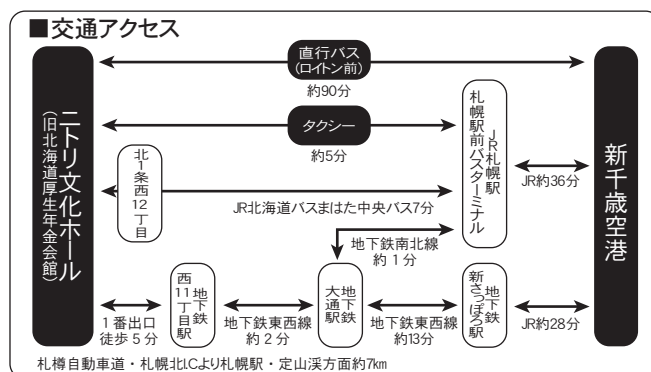 ■交通アクセス
直行バス
(ロイトン前)
約90分
タクシー
約5分
ニトリ文化ホール
(旧北海道厚生年金会館)
北1条西12丁目
JR北海道バスまはた中央バス7分
JR札幌駅
札幌駅前バスターミナル
JR約36分
新千歳空港
地下鉄南北線
約1分
1番出口
徒歩5分
地下鉄
西11丁目駅
地下鉄東西線
約2分
地下鉄
大通駅
地下鉄東西線
約13分
地下鉄
新さっぽろ駅
JR約28分
札樽自動車道・札幌北I.Cより札幌駅・定山渓方面約7km